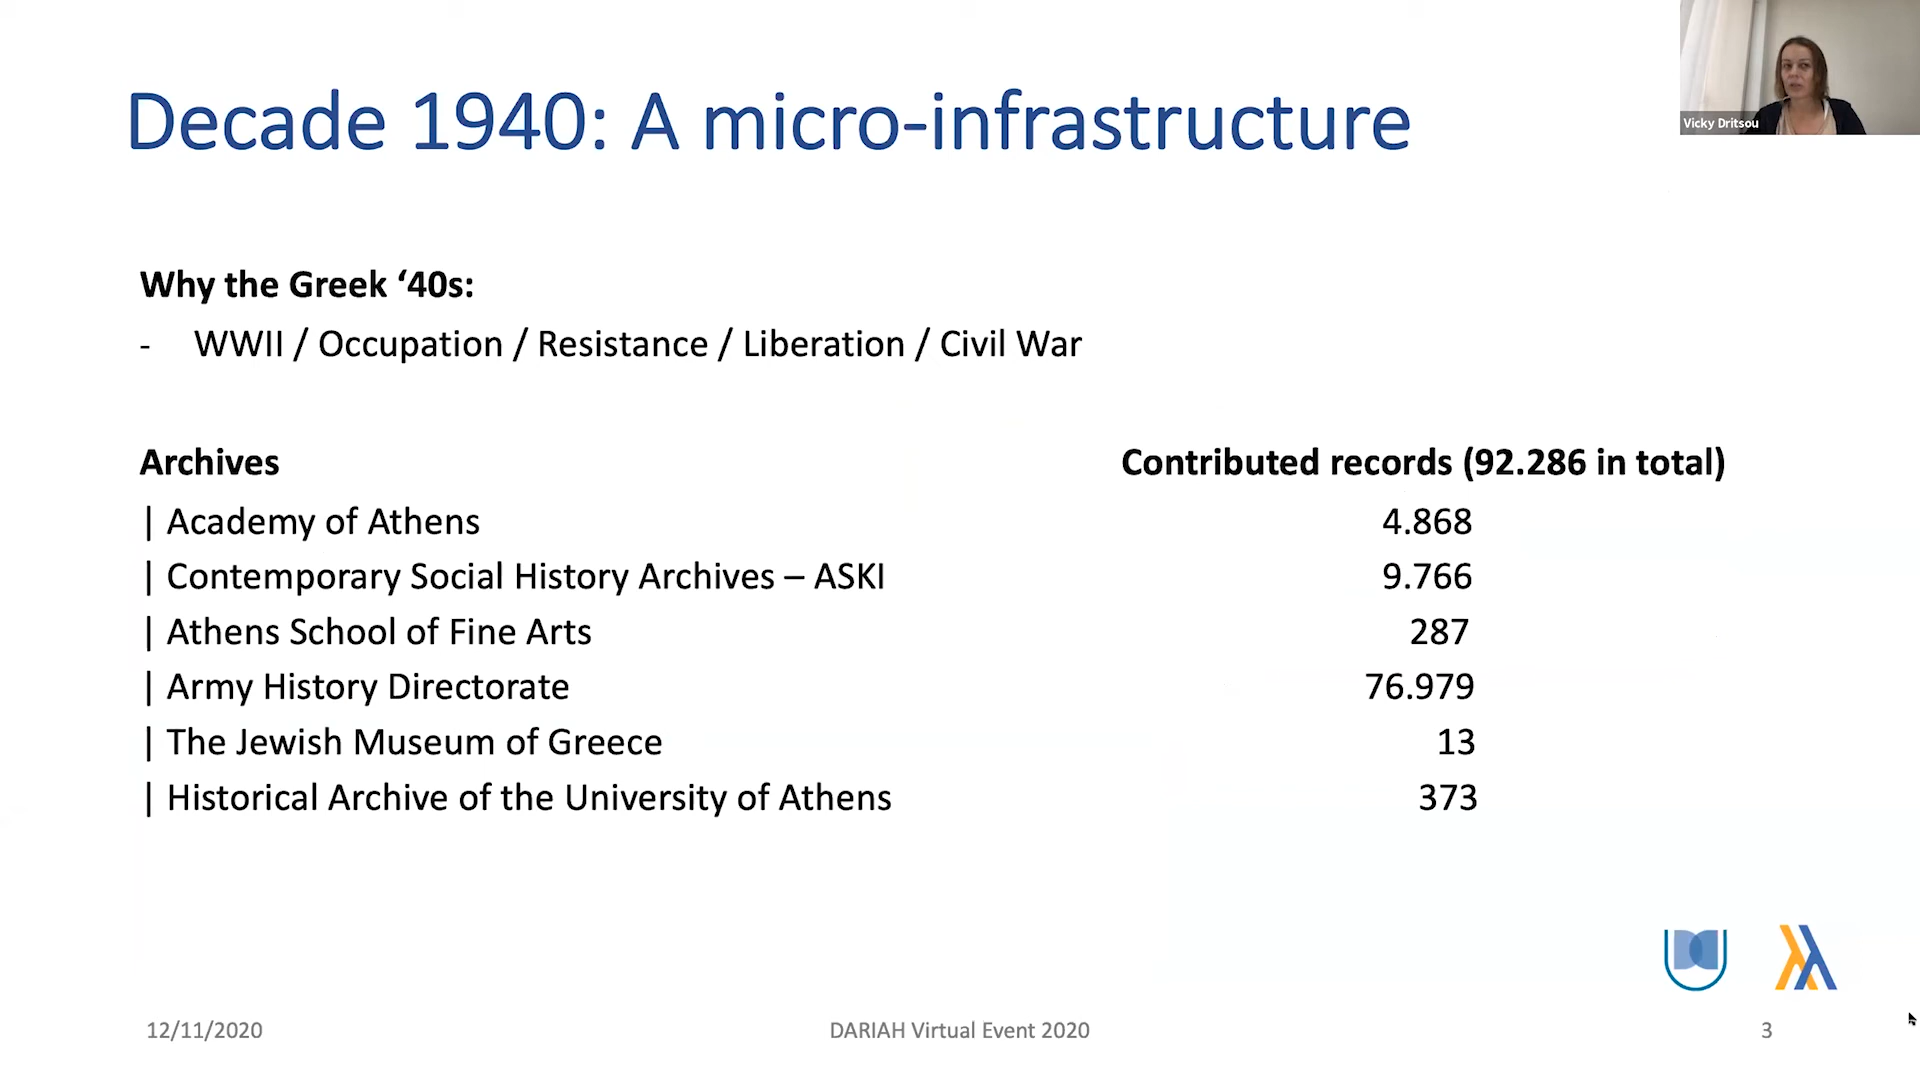 Decade 1940: A micro-infrastructure
Vicky Dritsou
Why the Greek ‘40s:
- WWII / Occupation / Resistance / Liberation / Civil War
Archives Contributed records (92.286 in total)
| Academy of Athens 4.868
| Contemporary Social History Archives – ASKI 9.766
| Athens School of Fine Arts 287
| Army History Directorate 76.979
| The Jewish Museum of Greece 13
| Historical Archive of the University of Athens 373
12/11/2020 DARIAH Virtual Event 2020 3